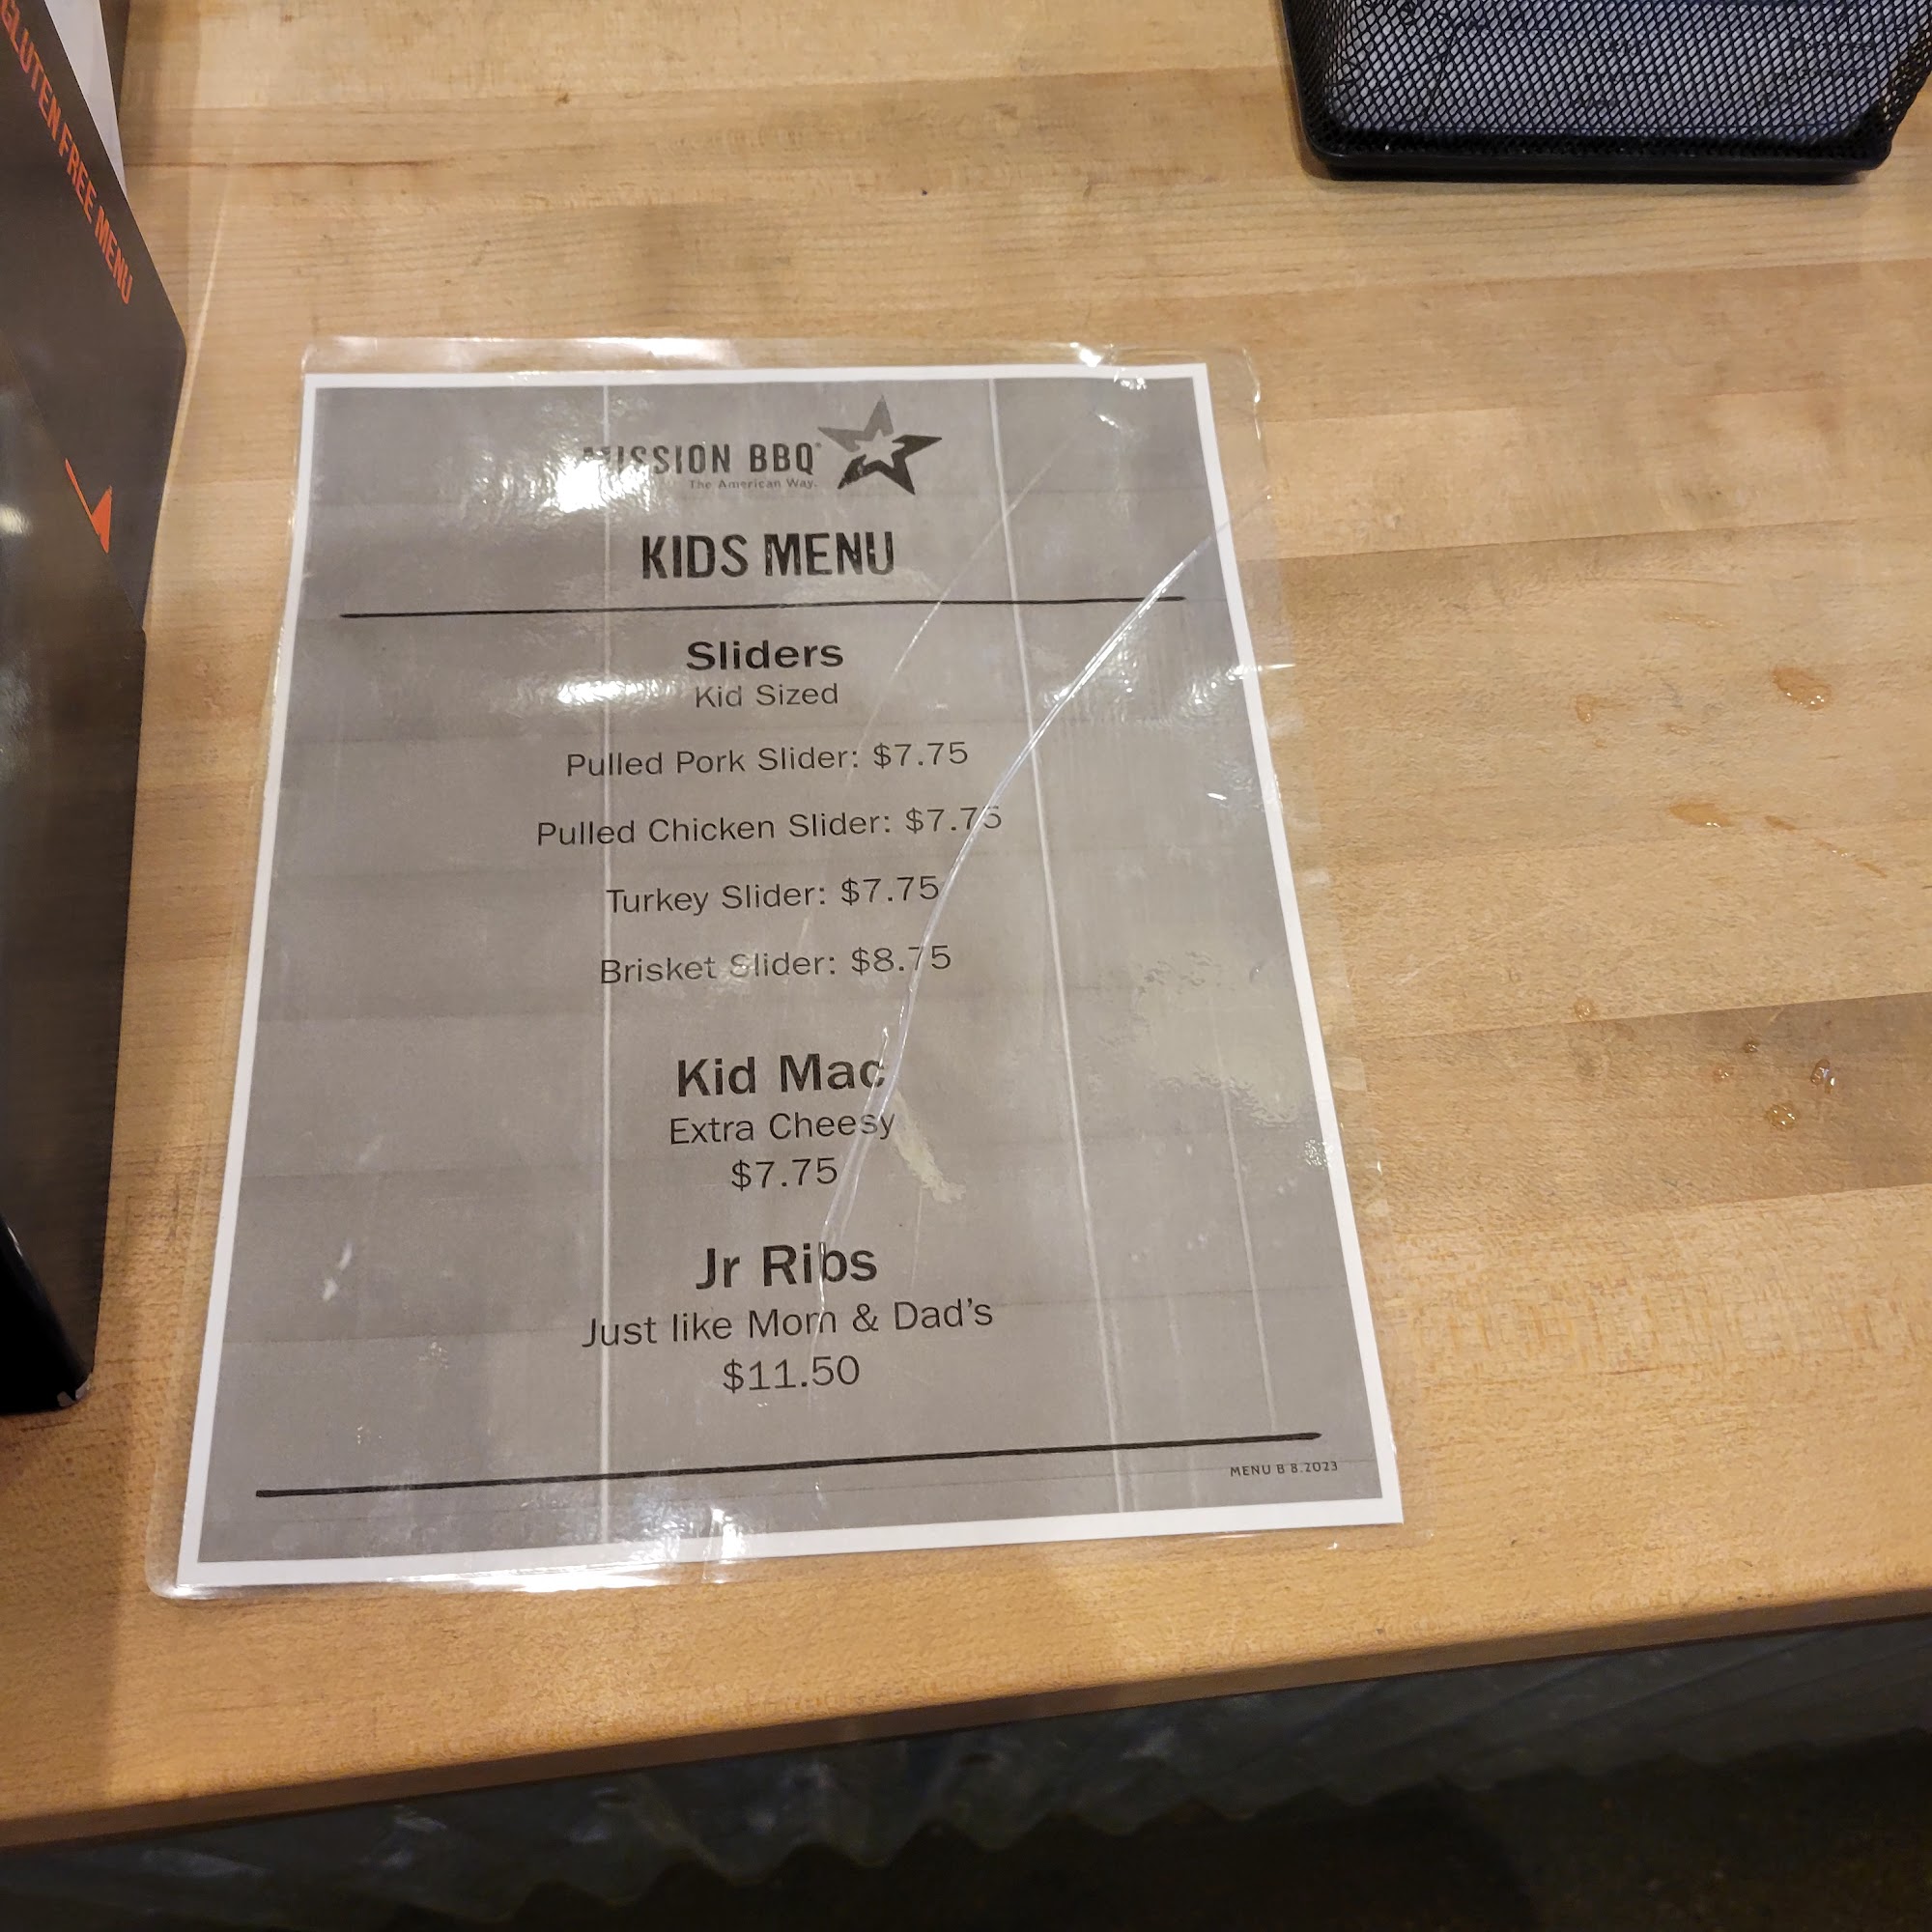 GLUTEN FREE MENU
MISSION BBQ
The American Way.
KIDS MENU
Sliders
Kid Sized
Pulled Pork Slider: $7.75
Pulled Chicken Slider: $7.75
Turkey Slider: $7.75
Brisket Slider: $8.75
Kid Mac
Extra Cheesy
$7.75
Jr Ribs
Just like Mom & Dad's
$11.50
MENU B 8.2023